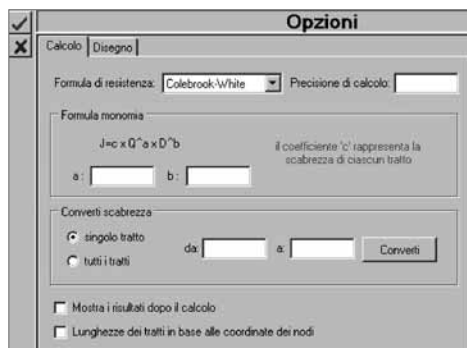 Opzioni
Calcolo Disegno
Formula di resistenza: Colebrook-White Precisione di calcolo:
Formula monomia
J=c x Q^a x D^b
il coefficiente 'c' rappresenta la
scabrezza di ciascun tratto
a: b:
Converti scabrezza
singolo tratto
da: a: Converti
tutti i tratti
Mostra i risultati dopo il calcolo
Lunghezze dei tratti in base alle coordinate dei nodi